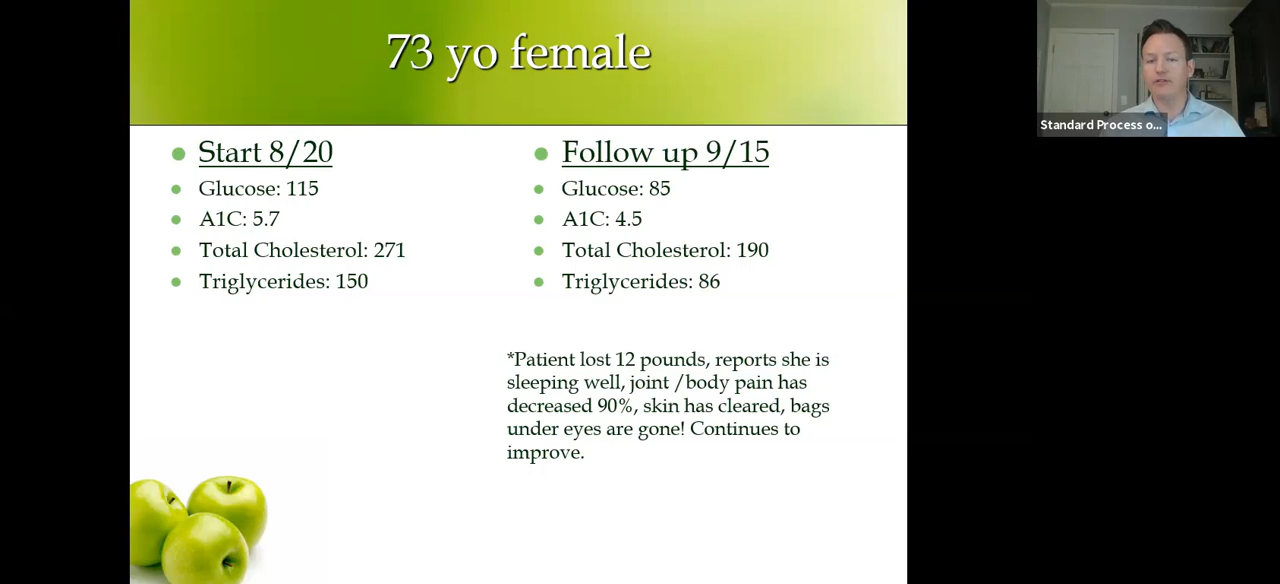 73 yo female
Standard Process o...
Start 8/20
Glucose: 115
A1C: 5.7
Total Cholesterol: 271
Triglycerides: 150
Follow up 9/15
Glucose: 85
A1C: 4.5
Total Cholesterol: 190
Triglycerides: 86
*Patient lost 12 pounds, reports she is
sleeping well, joint /body pain has
decreased 90%, skin has cleared, bags
under eyes are gone! Continues to
improve.